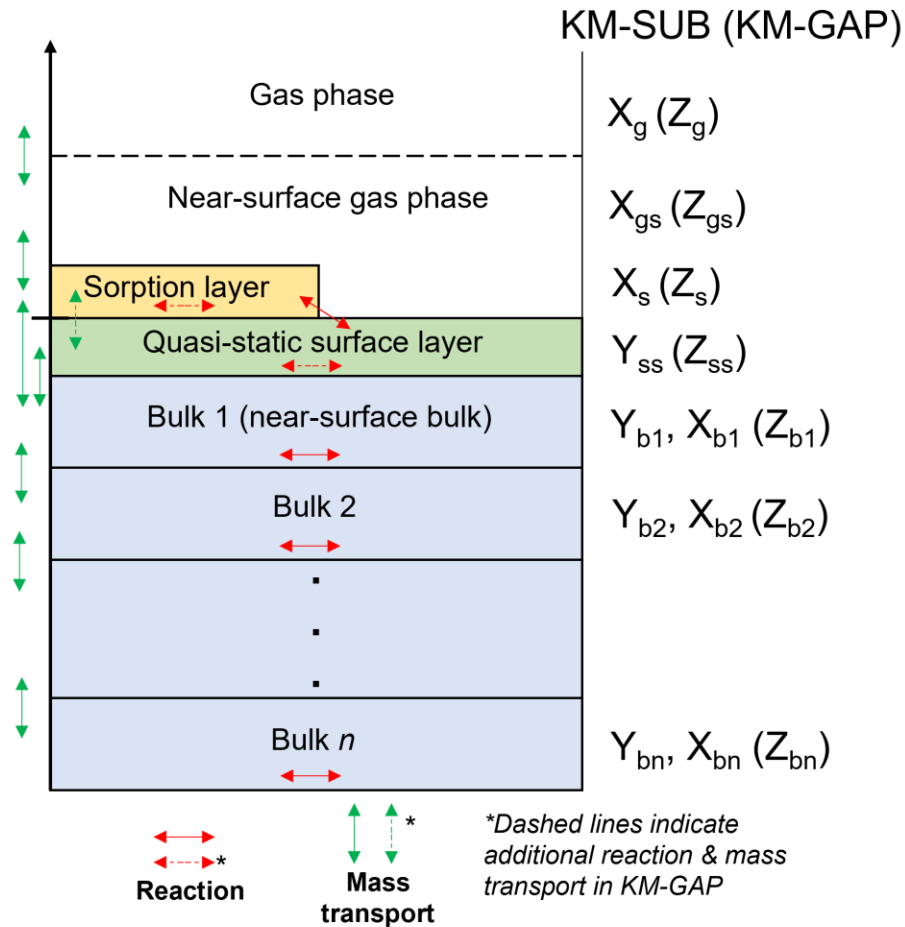 KM-SUB (KM-GAP)
Gas phase
Xg (Zg)
Near-surface gas phase
Xgs (Zgs)
Sorption layer
Xs (Zs)
Quasi-static surface layer
Yss (Zss)
Bulk 1 (near-surface bulk)
Yb1, Xb1 (Zb1)
Bulk 2
Yb2, Xb2 (Zb2)
.
.
.
Bulk n
Ybn, Xbn (Zbn)
*
*
Reaction
Mass
transport
*Dashed lines indicate
additional reaction & mass
transport in KM-GAP